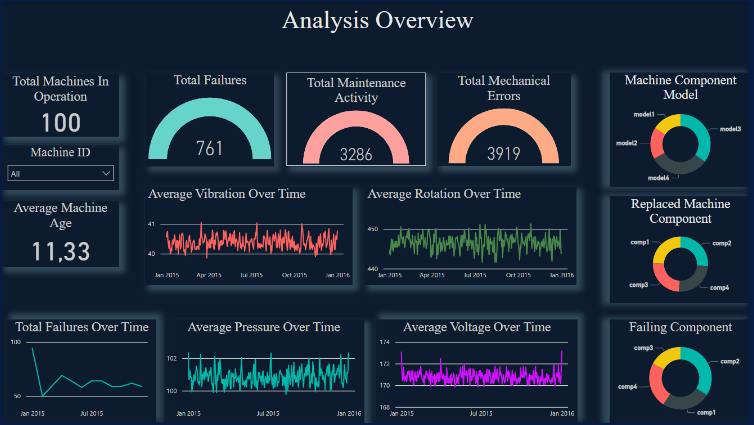 Analysis Overview
Total Machines In
Operation
100
Machine ID
All
Average Machine
Age
11,33
Total Failures
761
Total Maintenance
Activity
3286
Total Mechanical
Errors
3919
Machine Component
Model
model1
model3
model2
model4
Average Vibration Over Time
41
40
Jan 2015
Apr 2015
Jul 2015
Oct 2015
Jan 2016
Average Rotation Over Time
450
440
Jan 2015
Apr 2015
Jul 2015
Oct 2015
Jan 2016
Replaced Machine
Component
comp1
comp2
comp3
comp4
Total Failures Over Time
100
50
Jan 2015
Jul 2015
Average Pressure Over Time
102
100
Jan 2015
Jul 2015
Jan 2016
Average Voltage Over Time
174
172
170
168
Jan 2015
Jul 2015
Jan 2016
Failing Component
comp3
comp2
comp4
comp1